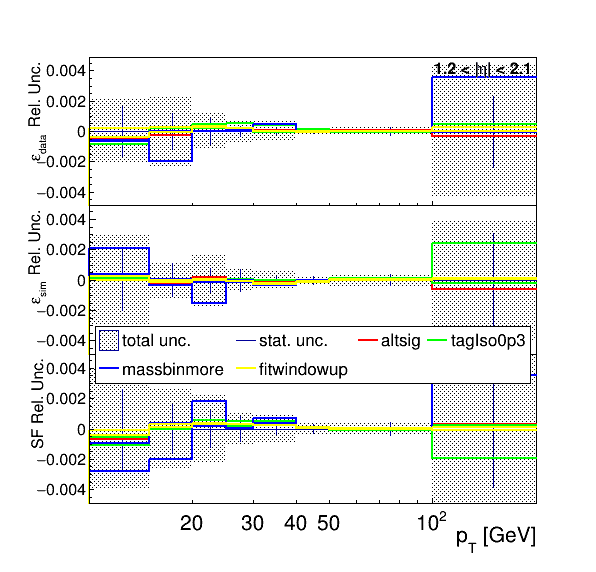 1.2 < |η| < 2.1
ε_data Rel. Unc.
0.004
0.002
0
−0.002
−0.004
ε_sim Rel. Unc.
0.004
0.002
0
−0.002
−0.004
total unc. stat. unc. altsig tagIso0p3
massbinmore fitwindowup
SF Rel. Unc.
0.004
0.002
0
−0.002
−0.004
20 30 40 50 10²
p_T [GeV]